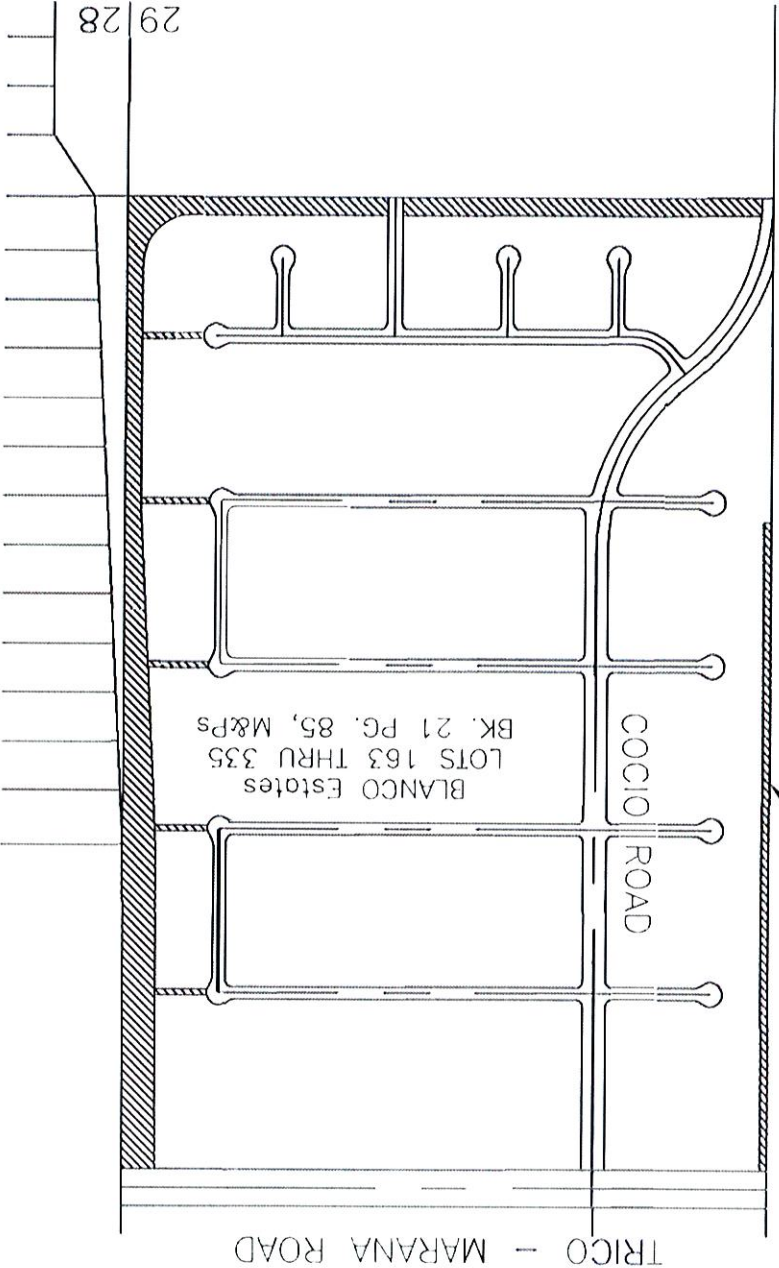 TRICO - MARANA ROAD
COCIO ROAD
BLANCO Estates
LOTS 163 THRU 335
BK. 21 PG. 85, M&Ps
29 28